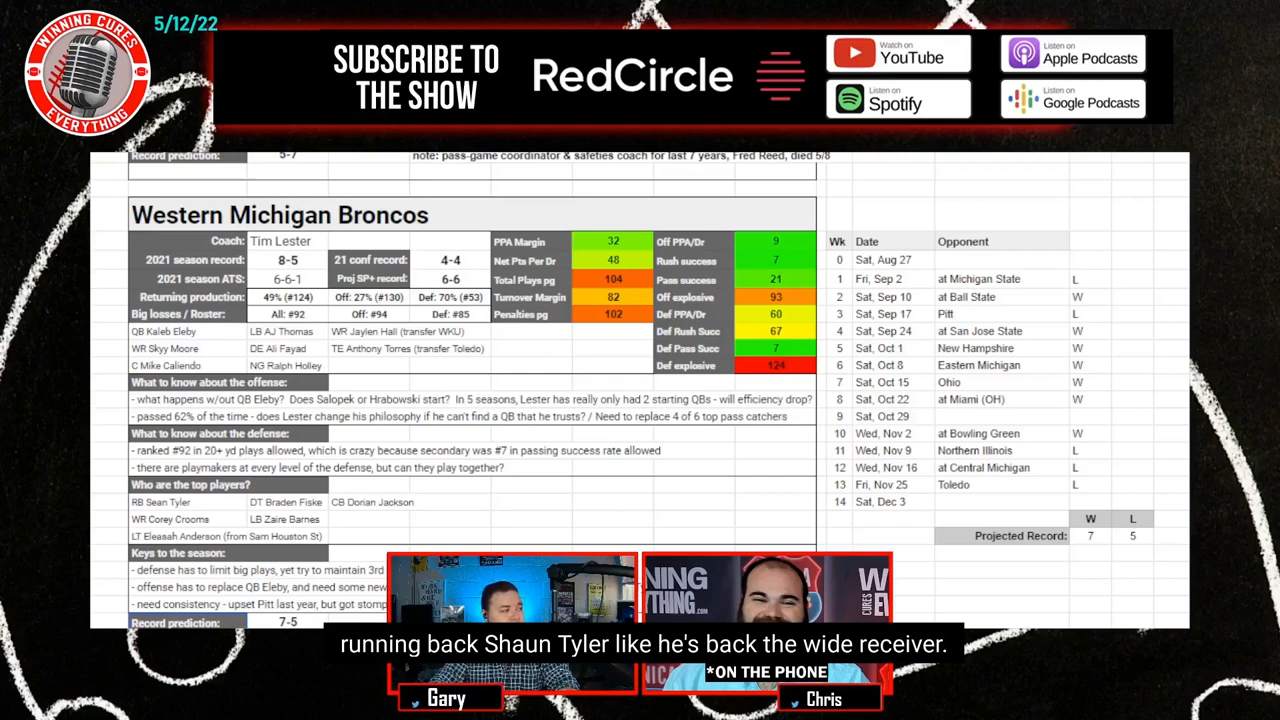 WINNING CURES
EVERYTHING
5/12/22
SUBSCRIBE TO
THE SHOW
RedCircle
Watch on
YouTube
Listen on
Spotify
Listen on
Apple Podcasts
Listen on
Google Podcasts
Record prediction: 5-7 note: pass-game coordinator & safeties coach for last 7 years, Fred Reed, died 5/8
Western Michigan Broncos
Coach: Tim Lester PPA Margin 32 Off PPA/Dr 9
2021 season record: 8-5 21 conf record: 4-4 Net Pts Per Dr 48 Rush success 7
2021 season ATS: 6-6-1 Proj SP+ record: 6-6 Total Plays pg 104 Pass success 21
Returning production: 49% (#124) Off: 27% (#130) Def: 70% (#53) Turnover Margin 82 Off explosive 93
Big losses / Roster: All: #92 Off: #94 Def: #85 Penalties pg 102 Def PPA/Dr 60
QB Kaleb Eleby LB AJ Thomas WR Jaylen Hall (transfer WKU) Def Rush Succ 67
WR Skyy Moore DE Ali Fayad TE Anthony Torres (transfer Toledo) Def Pass Succ 7
C Mike Caliendo NG Ralph Holley Def explosive 124
What to know about the offense:
- what happens w/out QB Eleby? Does Salopek or Hrabowski start? In 5 seasons, Lester has really only had 2 starting QBs - will efficiency drop?
- passed 62% of the time - does Lester change his philosophy if he can't find a QB that he trusts? / Need to replace 4 of 6 top pass catchers
What to know about the defense:
- ranked #92 in 20+ yd plays allowed, which is crazy because secondary was #7 in passing success rate allowed
- there are playmakers at every level of the defense, but can they play together?
Who are the top players?
RB Sean Tyler DT Braden Fiske CB Dorian Jackson
WR Corey Crooms LB Zaire Barnes
LT Eleasah Anderson (from Sam Houston St)
Keys to the season:
- defense has to limit big plays, yet try to maintain 3rd
- offense has to replace QB Eleby, and need some new
- need consistency - upset Pitt last year, but got stomp
Record prediction: 7-5
Wk Date Opponent
0 Sat, Aug 27
1 Fri, Sep 2 at Michigan State L
2 Sat, Sep 10 at Ball State W
3 Sat, Sep 17 Pitt L
4 Sat, Sep 24 at San Jose State W
5 Sat, Oct 1 New Hampshire W
6 Sat, Oct 8 Eastern Michigan W
7 Sat, Oct 15 Ohio W
8 Sat, Oct 22 at Miami (OH) W
9 Sat, Oct 29
10 Wed, Nov 2 at Bowling Green W
11 Wed, Nov 9 Northern Illinois L
12 Wed, Nov 16 at Central Michigan L
13 Fri, Nov 25 Toledo L
14 Sat, Dec 3
W L
Projected Record: 7 5
running back Shaun Tyler like he's back the wide receiver.
*ON THE PHONE
Gary
Chris